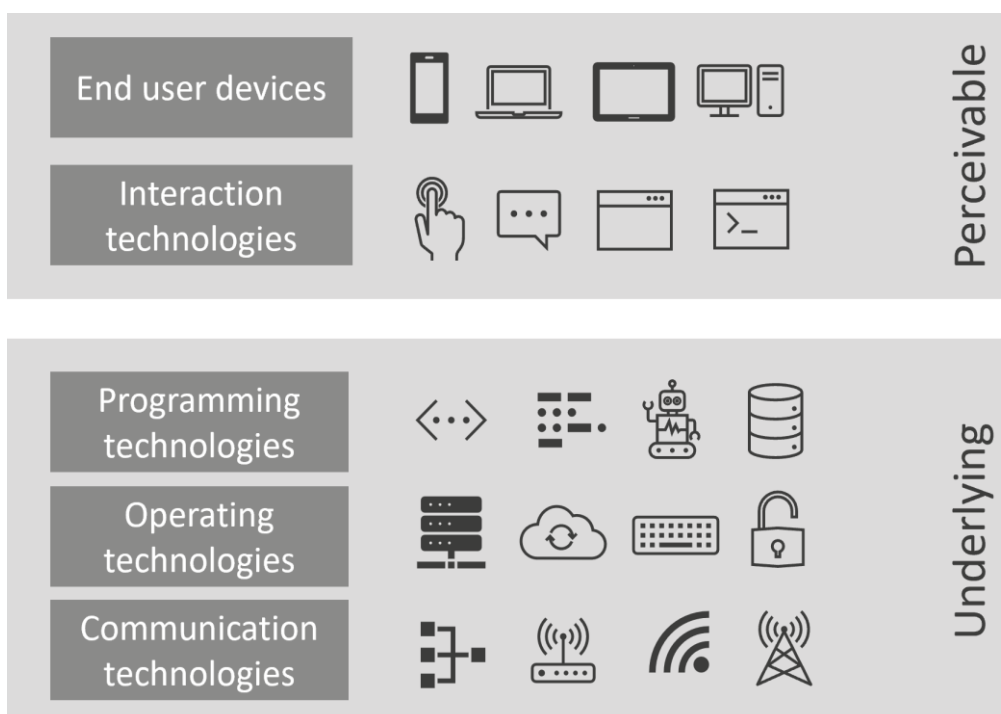 End user devices
Interaction
technologies
Perceivable
Programming
technologies
Operating
technologies
Communication
technologies
Underlying